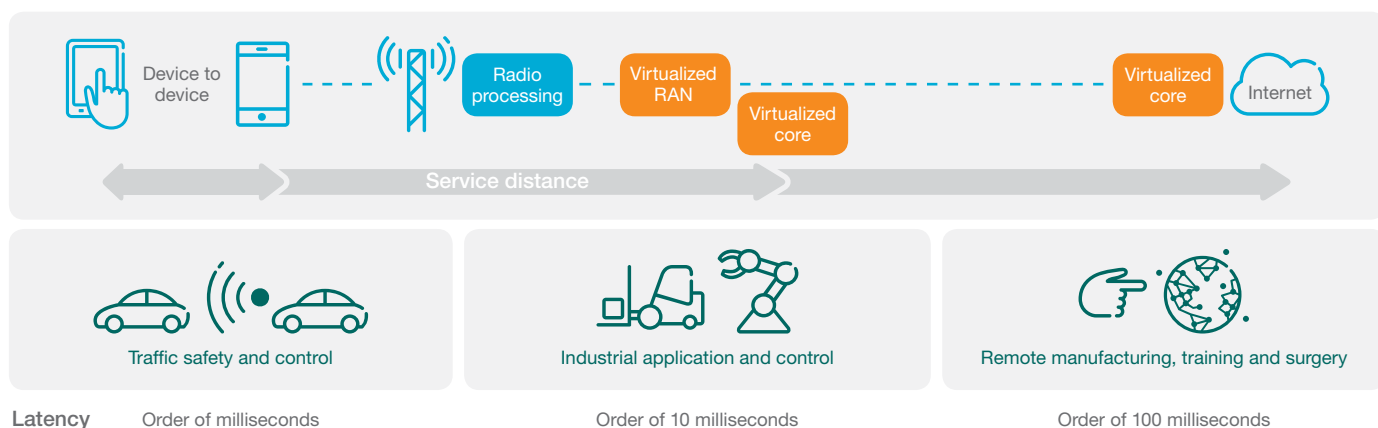 Device to
device
Radio
processing
Virtualized
RAN
Virtualized
core
Virtualized
core
Internet
Service distance
Traffic safety and control
Industrial application and control
Remote manufacturing, training and surgery
Latency Order of milliseconds Order of 10 milliseconds Order of 100 milliseconds